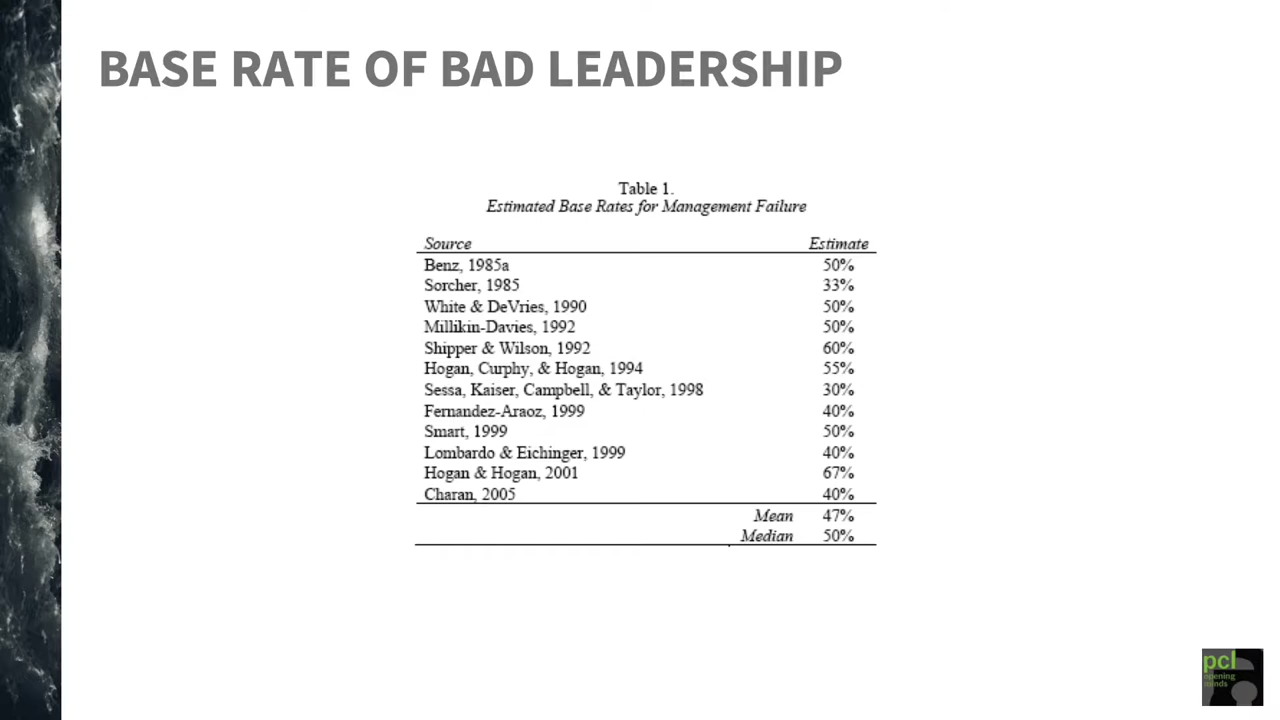 BASE RATE OF BAD LEADERSHIP
Table 1.
Estimated Base Rates for Management Failure
Source Estimate
Benz, 1985a 50%
Sorcher, 1985 33%
White & DeVries, 1990 50%
Millikin-Davies, 1992 50%
Shipper & Wilson, 1992 60%
Hogan, Curphy, & Hogan, 1994 55%
Sessa, Kaiser, Campbell, & Taylor, 1998 30%
Fernandez-Araoz, 1999 40%
Smart, 1999 50%
Lombardo & Eichinger, 1999 40%
Hogan & Hogan, 2001 67%
Charan, 2005 40%
Mean 47%
Median 50%
pcl
opening
minds